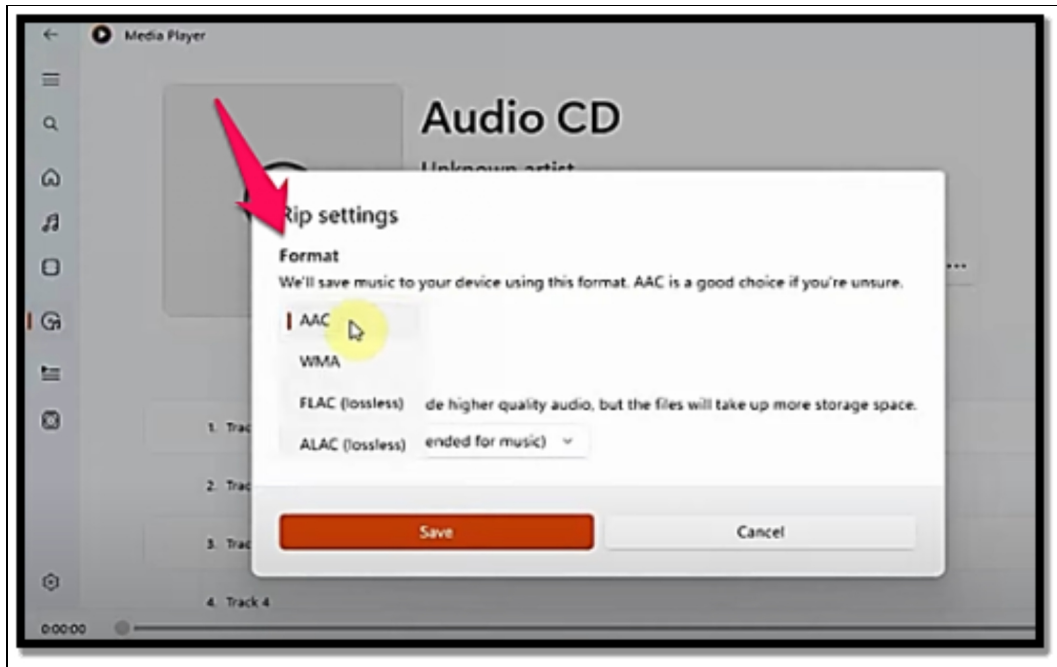 Media Player
Audio CD
Unknown artist
Rip settings
Format
We'll save music to your device using this format. AAC is a good choice if you're unsure.
AAC
WMA
FLAC (lossless) de higher quality audio, but the files will take up more storage space.
ALAC (lossless) ended for music)
1. Trac
2. Trac
Save Cancel
3. Trac
4. Track 4
0:00:00